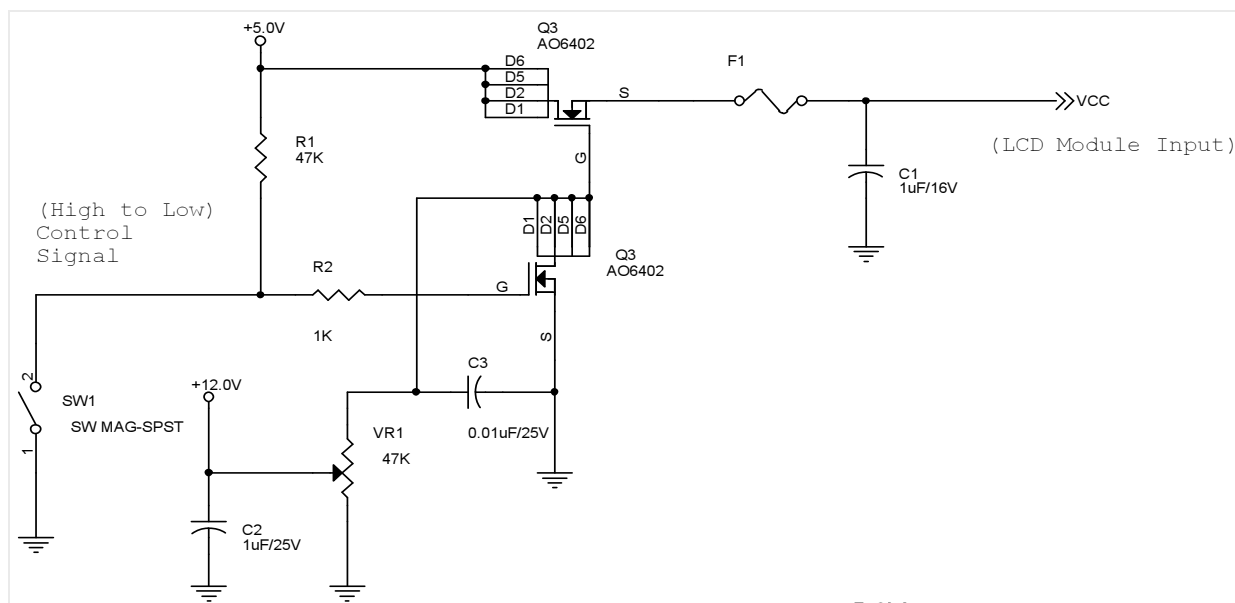 +5.0V
Q3
AO6402
D6
D5
D2
D1
S
F1
VCC
(LCD Module Input)
R1
47K
G
C1
1uF/16V
(High to Low)
Control
Signal
D1
D2
D5
D6
Q3
AO6402
R2
G
1K
S
C3
2
+12.0V
SW1
SW MAG-SPST
0.01uF/25V
VR1
47K
1
C2
1uF/25V